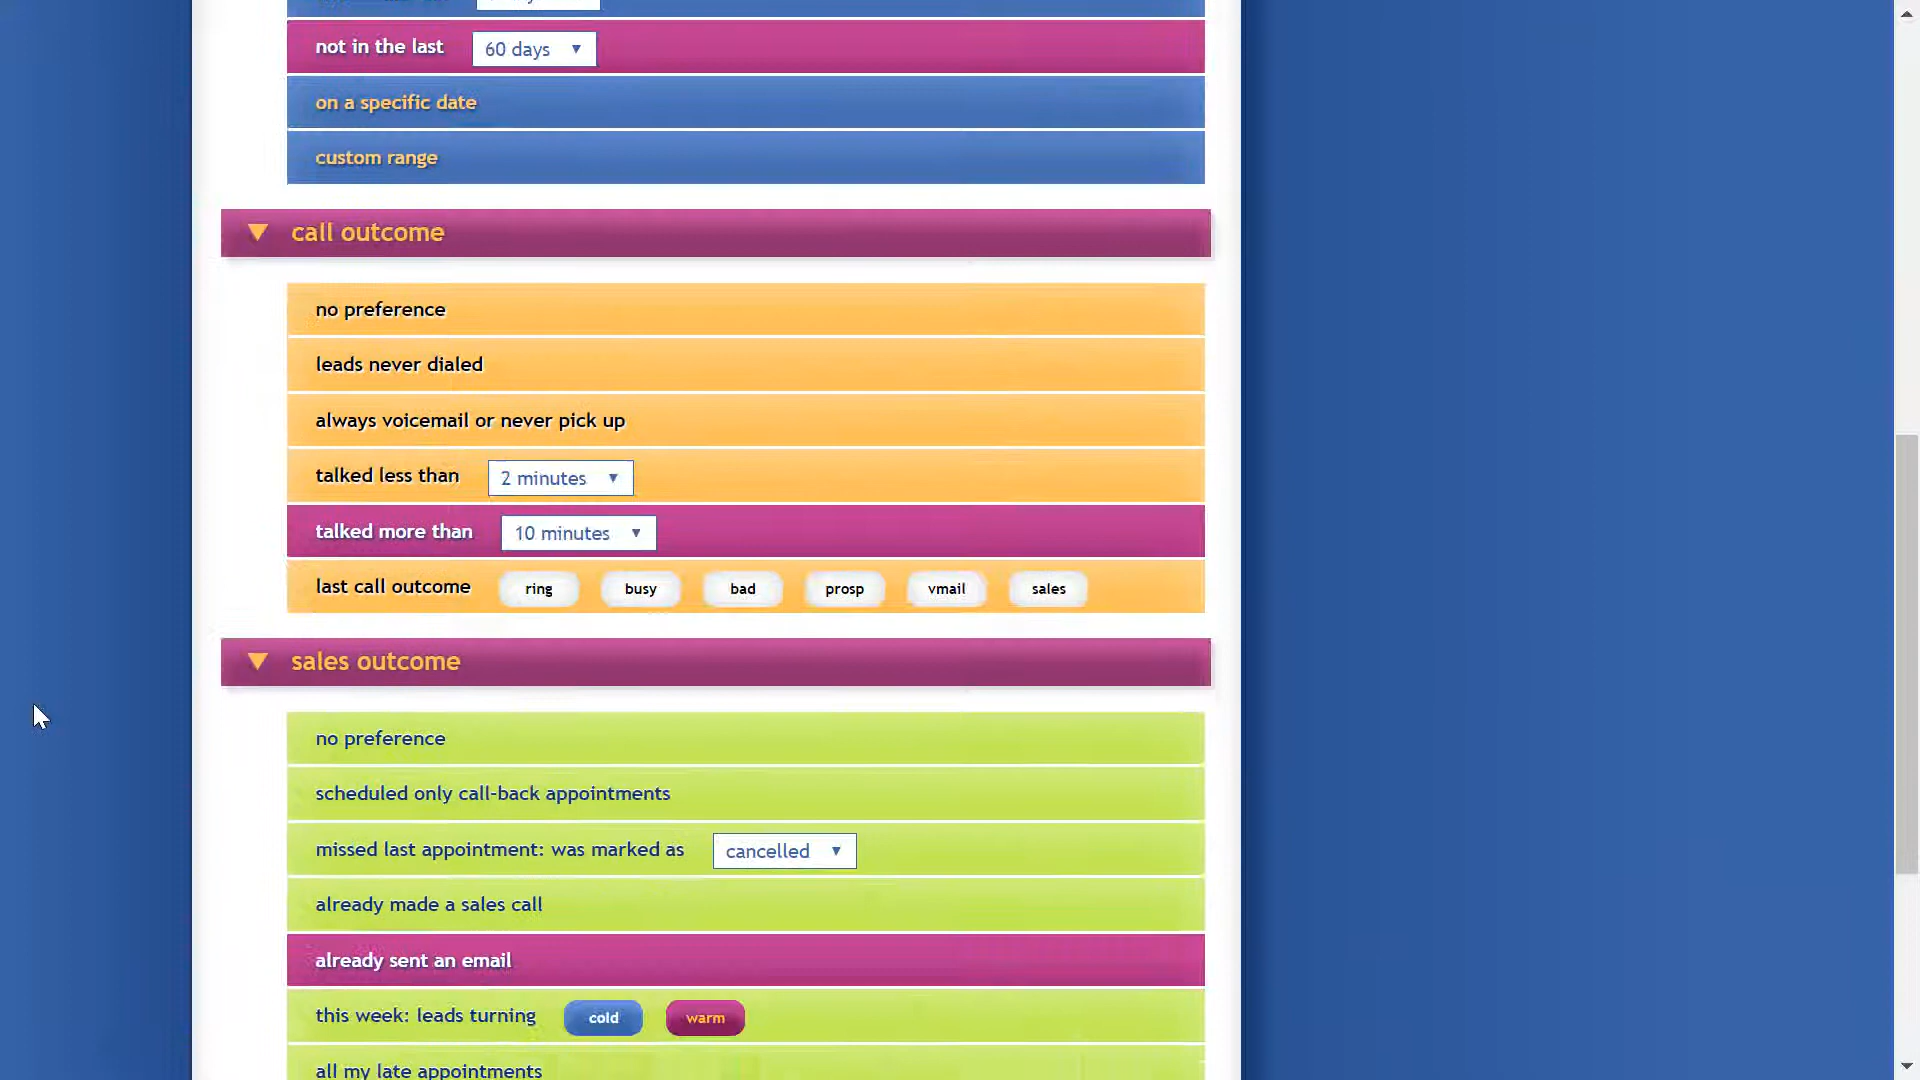 not in the last 60 days
on a specific date
custom range
call outcome
no preference
leads never dialed
always voicemail or never pick up
talked less than 2 minutes
talked more than 10 minutes
last call outcome ring busy bad prosp vmail sales
sales outcome
no preference
scheduled only call-back appointments
missed last appointment: was marked as cancelled
already made a sales call
already sent an email
this week: leads turning cold warm
all my late appointments